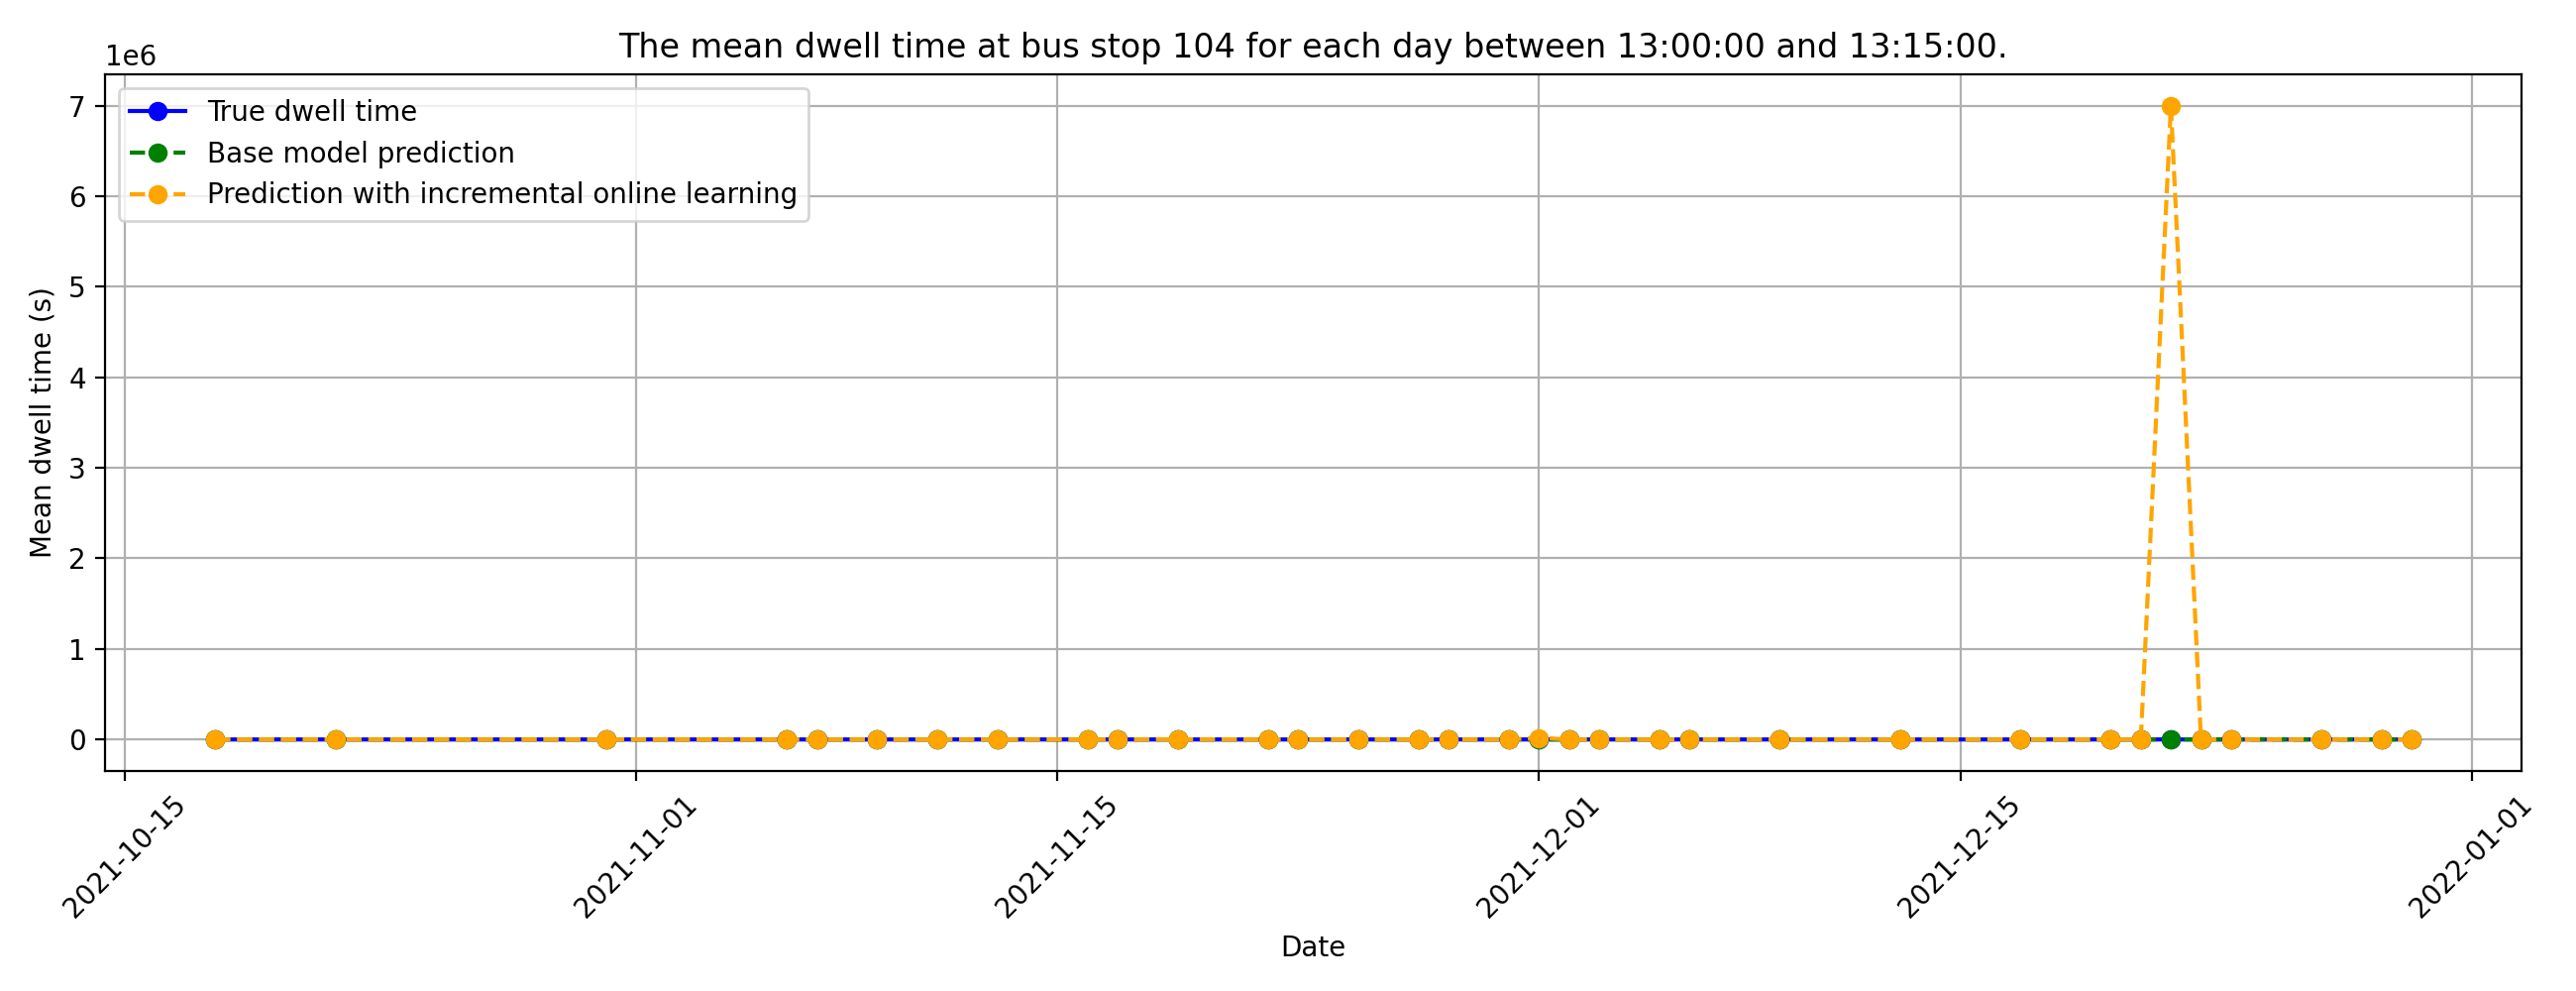 The mean dwell time at bus stop 104 for each day between 13:00:00 and 13:15:00.
1e6
True dwell time
Base model prediction
Prediction with incremental online learning
7
6
5
4
3
2
1
0
Mean dwell time (s)
2021-10-15
2021-11-01
2021-11-15
2021-12-01
2021-12-15
2022-01-01
Date